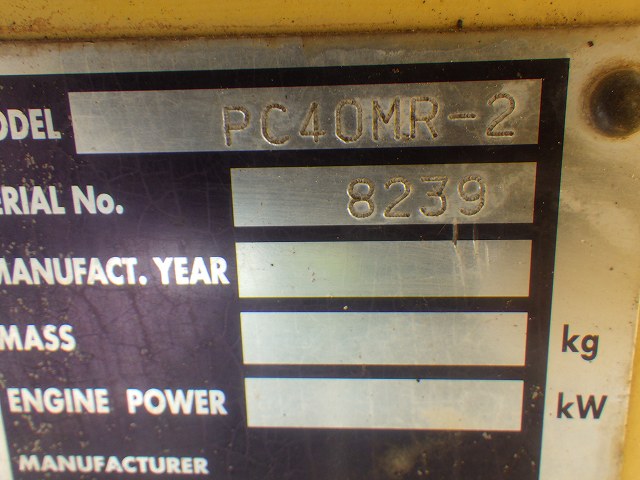 ODEL PC40MR-2
ERIAL No. 8239
MANUFACT. YEAR
MASS kg
ENGINE POWER kW
MANUFACTURER